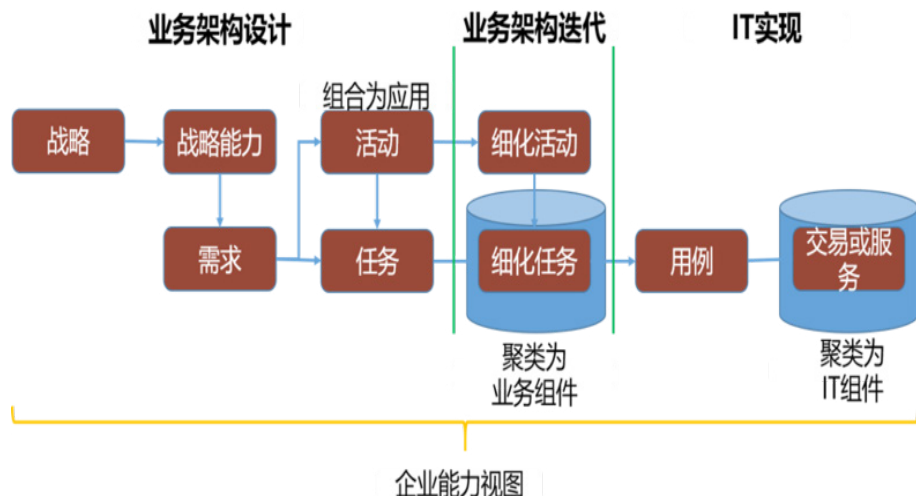 业务架构设计
业务架构迭代
IT实现
组合为应用
战略
战略能力
活动
细化活动
需求
任务
细化任务
用例
交易或服
务
聚类为
业务组件
聚类为
IT组件
企业能力视图